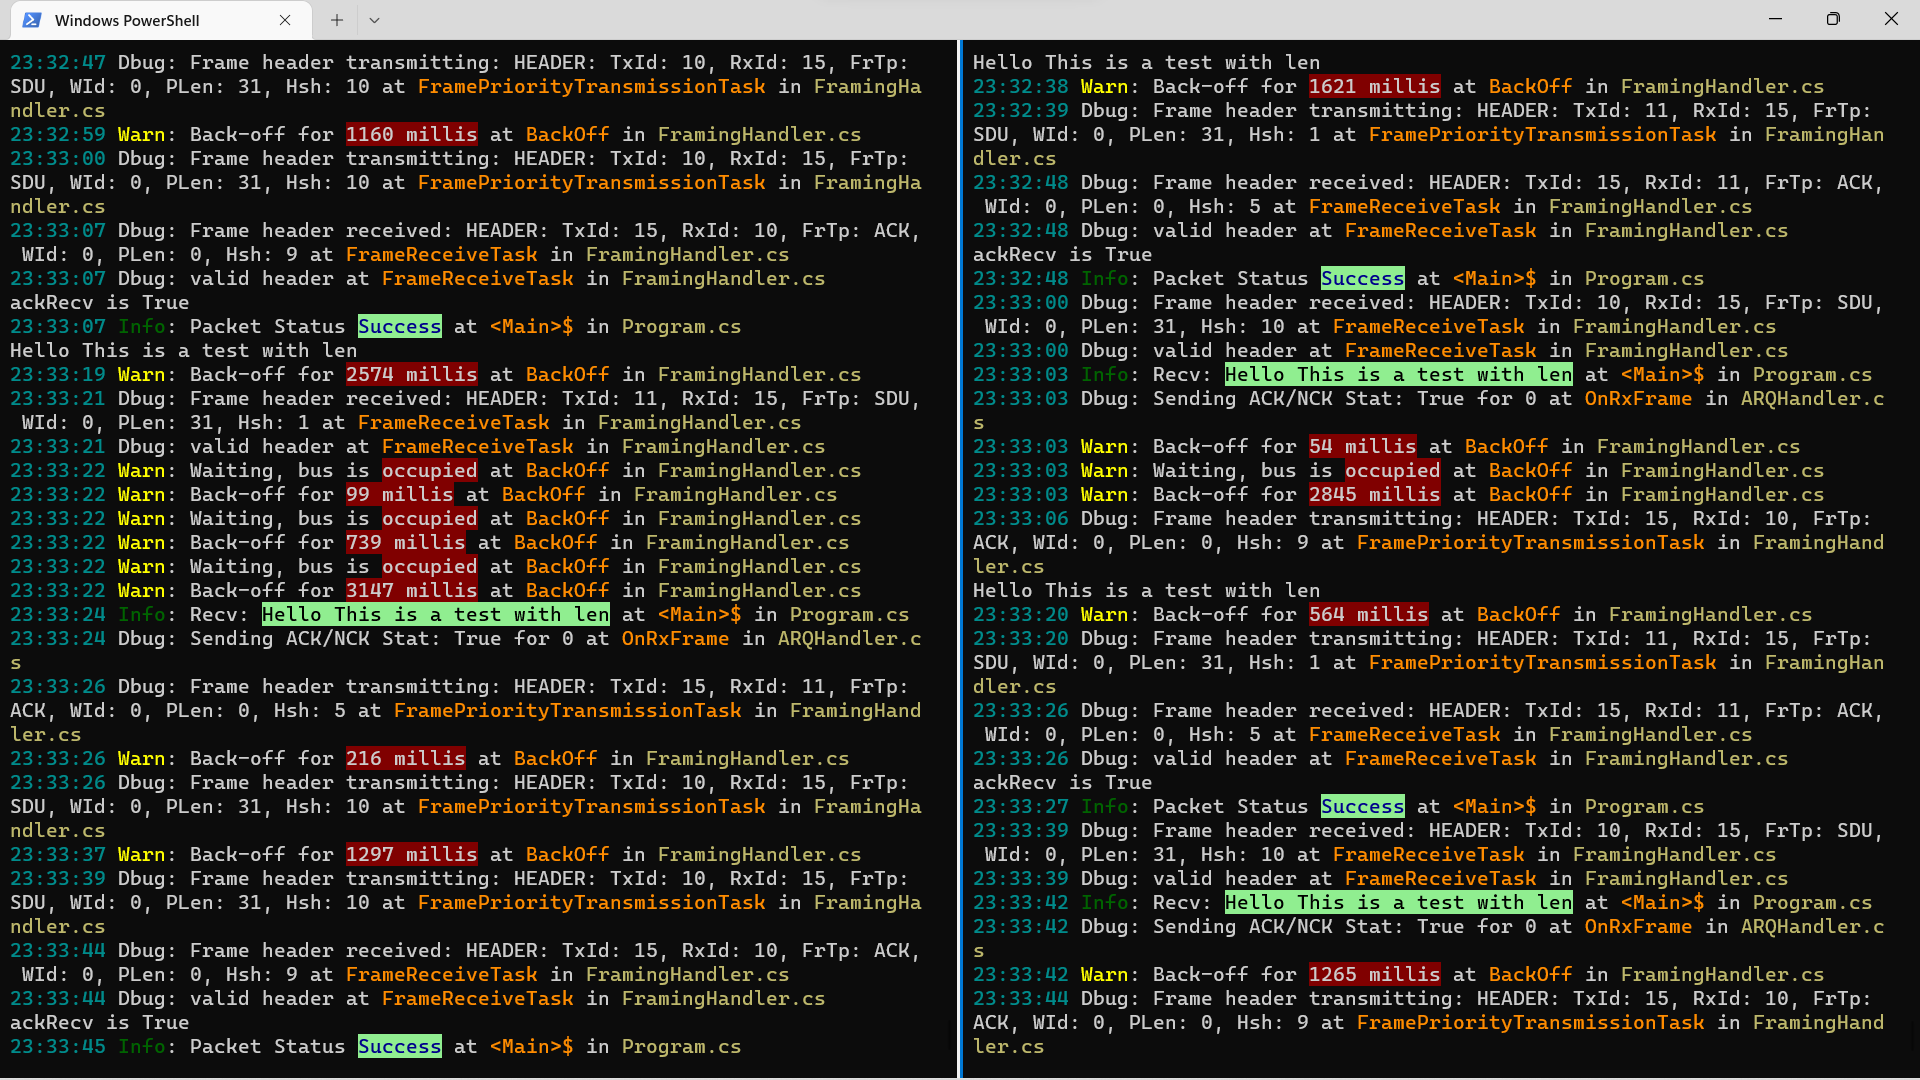 Windows PowerShell
23:32:47 Dbug: Frame header transmitting: HEADER: TxId: 10, RxId: 15, FrTp:
SDU, WId: 0, PLen: 31, Hsh: 10 at FramePriorityTransmissionTask in FramingHa
ndler.cs
23:32:59 Warn: Back-off for 1160 millis at BackOff in FramingHandler.cs
23:33:00 Dbug: Frame header transmitting: HEADER: TxId: 10, RxId: 15, FrTp:
SDU, WId: 0, PLen: 31, Hsh: 10 at FramePriorityTransmissionTask in FramingHa
ndler.cs
23:33:07 Dbug: Frame header received: HEADER: TxId: 15, RxId: 10, FrTp: ACK,
WId: 0, PLen: 0, Hsh: 9 at FrameReceiveTask in FramingHandler.cs
23:33:07 Dbug: valid header at FrameReceiveTask in FramingHandler.cs
ackRecv is True
23:33:07 Info: Packet Status Success at <Main>$ in Program.cs
Hello This is a test with len
23:33:19 Warn: Back-off for 2574 millis at BackOff in FramingHandler.cs
23:33:21 Dbug: Frame header received: HEADER: TxId: 11, RxId: 15, FrTp: SDU,
WId: 0, PLen: 31, Hsh: 1 at FrameReceiveTask in FramingHandler.cs
23:33:21 Dbug: valid header at FrameReceiveTask in FramingHandler.cs
23:33:22 Warn: Waiting, bus is occupied at BackOff in FramingHandler.cs
23:33:22 Warn: Back-off for 99 millis at BackOff in FramingHandler.cs
23:33:22 Warn: Waiting, bus is occupied at BackOff in FramingHandler.cs
23:33:22 Warn: Back-off for 739 millis at BackOff in FramingHandler.cs
23:33:22 Warn: Waiting, bus is occupied at BackOff in FramingHandler.cs
23:33:22 Warn: Back-off for 3147 millis at BackOff in FramingHandler.cs
23:33:24 Info: Recv: Hello This is a test with len at <Main>$ in Program.cs
23:33:24 Dbug: Sending ACK/NCK Stat: True for 0 at OnRxFrame in ARQHandler.c
s
23:33:26 Dbug: Frame header transmitting: HEADER: TxId: 15, RxId: 11, FrTp:
ACK, WId: 0, PLen: 0, Hsh: 5 at FramePriorityTransmissionTask in FramingHand
ler.cs
23:33:26 Warn: Back-off for 216 millis at BackOff in FramingHandler.cs
23:33:26 Dbug: Frame header transmitting: HEADER: TxId: 10, RxId: 15, FrTp:
SDU, WId: 0, PLen: 31, Hsh: 10 at FramePriorityTransmissionTask in FramingHa
ndler.cs
23:33:37 Warn: Back-off for 1297 millis at BackOff in FramingHandler.cs
23:33:39 Dbug: Frame header transmitting: HEADER: TxId: 10, RxId: 15, FrTp:
SDU, WId: 0, PLen: 31, Hsh: 10 at FramePriorityTransmissionTask in FramingHa
ndler.cs
23:33:44 Dbug: Frame header received: HEADER: TxId: 15, RxId: 10, FrTp: ACK,
WId: 0, PLen: 0, Hsh: 9 at FrameReceiveTask in FramingHandler.cs
23:33:44 Dbug: valid header at FrameReceiveTask in FramingHandler.cs
ackRecv is True
23:33:45 Info: Packet Status Success at <Main>$ in Program.cs
Hello This is a test with len
23:32:38 Warn: Back-off for 1621 millis at BackOff in FramingHandler.cs
23:32:39 Dbug: Frame header transmitting: HEADER: TxId: 11, RxId: 15, FrTp:
SDU, WId: 0, PLen: 31, Hsh: 1 at FramePriorityTransmissionTask in FramingHan
dler.cs
23:32:48 Dbug: Frame header received: HEADER: TxId: 15, RxId: 11, FrTp: ACK,
WId: 0, PLen: 0, Hsh: 5 at FrameReceiveTask in FramingHandler.cs
23:32:48 Dbug: valid header at FrameReceiveTask in FramingHandler.cs
ackRecv is True
23:32:48 Info: Packet Status Success at <Main>$ in Program.cs
23:33:00 Dbug: Frame header received: HEADER: TxId: 10, RxId: 15, FrTp: SDU,
WId: 0, PLen: 31, Hsh: 10 at FrameReceiveTask in FramingHandler.cs
23:33:00 Dbug: valid header at FrameReceiveTask in FramingHandler.cs
23:33:03 Info: Recv: Hello This is a test with len at <Main>$ in Program.cs
23:33:03 Dbug: Sending ACK/NCK Stat: True for 0 at OnRxFrame in ARQHandler.c
s
23:33:03 Warn: Back-off for 54 millis at BackOff in FramingHandler.cs
23:33:03 Warn: Waiting, bus is occupied at BackOff in FramingHandler.cs
23:33:03 Warn: Back-off for 2845 millis at BackOff in FramingHandler.cs
23:33:06 Dbug: Frame header transmitting: HEADER: TxId: 15, RxId: 10, FrTp:
ACK, WId: 0, PLen: 0, Hsh: 9 at FramePriorityTransmissionTask in FramingHand
ler.cs
Hello This is a test with len
23:33:20 Warn: Back-off for 564 millis at BackOff in FramingHandler.cs
23:33:20 Dbug: Frame header transmitting: HEADER: TxId: 11, RxId: 15, FrTp:
SDU, WId: 0, PLen: 31, Hsh: 1 at FramePriorityTransmissionTask in FramingHan
dler.cs
23:33:26 Dbug: Frame header received: HEADER: TxId: 15, RxId: 11, FrTp: ACK,
WId: 0, PLen: 0, Hsh: 5 at FrameReceiveTask in FramingHandler.cs
23:33:26 Dbug: valid header at FrameReceiveTask in FramingHandler.cs
ackRecv is True
23:33:27 Info: Packet Status Success at <Main>$ in Program.cs
23:33:39 Dbug: Frame header received: HEADER: TxId: 10, RxId: 15, FrTp: SDU,
WId: 0, PLen: 31, Hsh: 10 at FrameReceiveTask in FramingHandler.cs
23:33:39 Dbug: valid header at FrameReceiveTask in FramingHandler.cs
23:33:42 Info: Recv: Hello This is a test with len at <Main>$ in Program.cs
23:33:42 Dbug: Sending ACK/NCK Stat: True for 0 at OnRxFrame in ARQHandler.c
s
23:33:42 Warn: Back-off for 1265 millis at BackOff in FramingHandler.cs
23:33:44 Dbug: Frame header transmitting: HEADER: TxId: 15, RxId: 10, FrTp:
ACK, WId: 0, PLen: 0, Hsh: 9 at FramePriorityTransmissionTask in FramingHand
ler.cs